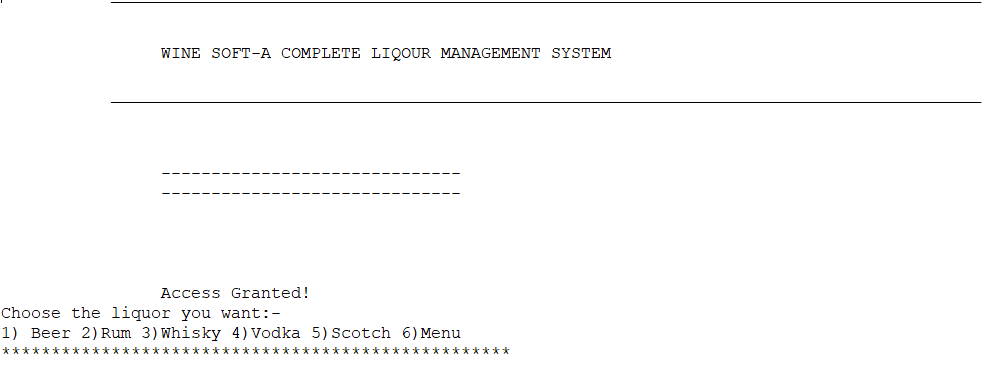 WINE SOFT-A COMPLETE LIQOUR MANAGEMENT SYSTEM
------------------------------
------------------------------
Access Granted!
Choose the liquor you want:-
1) Beer 2)Rum 3)Whisky 4)Vodka 5)Scotch 6)Menu
***************************************************